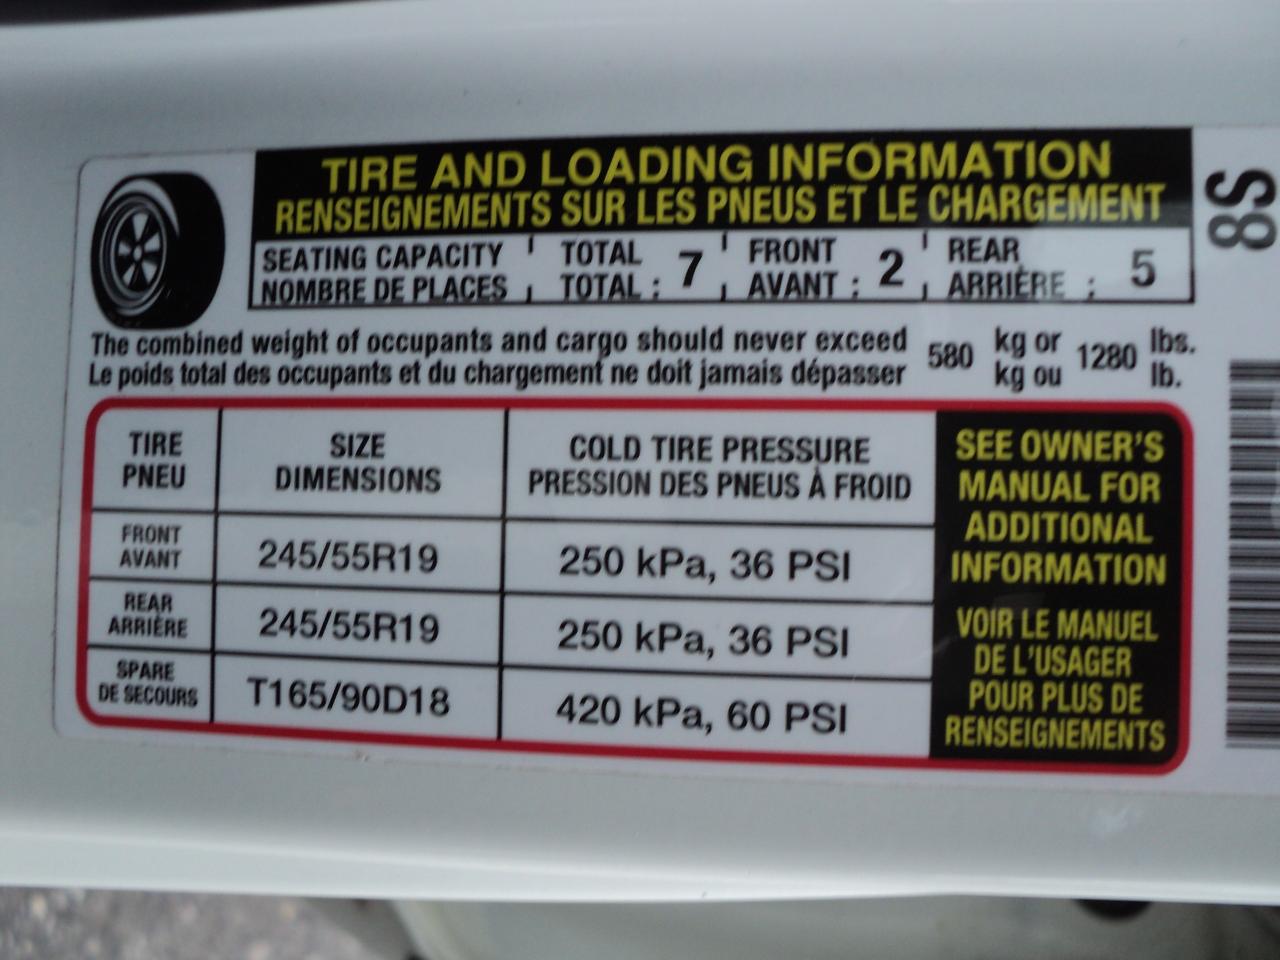 TIRE AND LOADING INFORMATION
RENSEIGNEMENTS SUR LES PNEUS ET LE CHARGEMENT
SEATING CAPACITY TOTAL FRONT REAR
NOMBRE DE PLACES TOTAL : 7 AVANT : 2 ARRIÈRE : 5
The combined weight of occupants and cargo should never exceed 580 kg or 1280 lbs.
Le poids total des occupants et du chargement ne doit jamais dépasser kg ou lb.
TIRE SIZE COLD TIRE PRESSURE
PNEU DIMENSIONS PRESSION DES PNEUS À FROID
FRONT
AVANT 245/55R19 250 kPa, 36 PSI
REAR
ARRIÈRE 245/55R19 250 kPa, 36 PSI
SPARE
DE SECOURS T165/90D18 420 kPa, 60 PSI
SEE OWNER'S
MANUAL FOR
ADDITIONAL
INFORMATION
VOIR LE MANUEL
DE L'USAGER
POUR PLUS DE
RENSEIGNEMENTS
8S